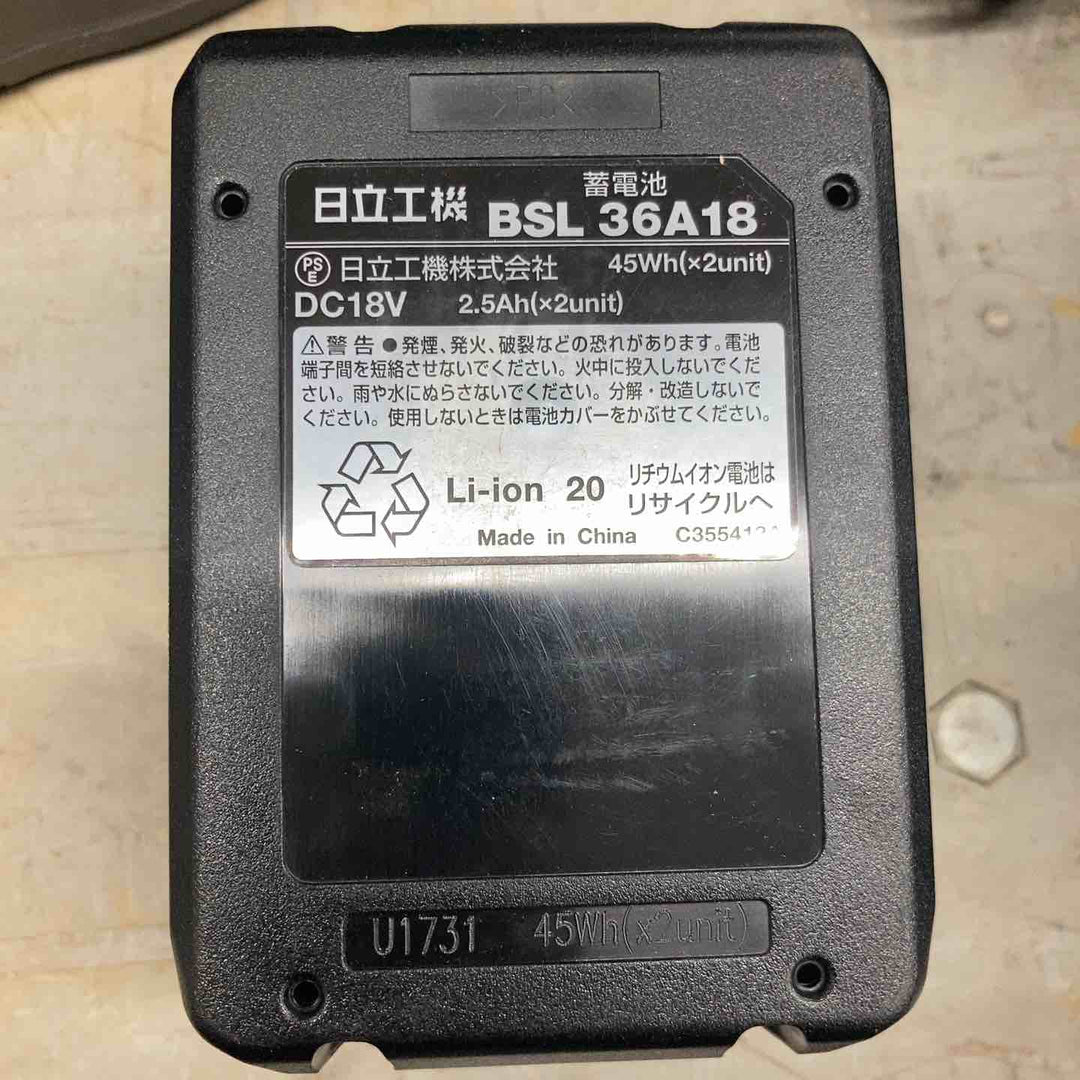 >PC<
日立工機
蓄電池
BSL 36A18
PSE 日立工機株式会社 45Wh(×2unit)
DC18V 2.5Ah(×2unit)
⚠警告 ●発煙、発火、破裂などの恐れがあります。電池
端子間を短絡させないでください。火中に投入しないでくだ
さい。雨や水にぬらさないでください。分解・改造しないで
ください。使用しないときは電池カバーをかぶせてください。
Li-ion 20
リチウムイオン電池は
リサイクルへ
Made in China
U1731 45Wh(x2unit)